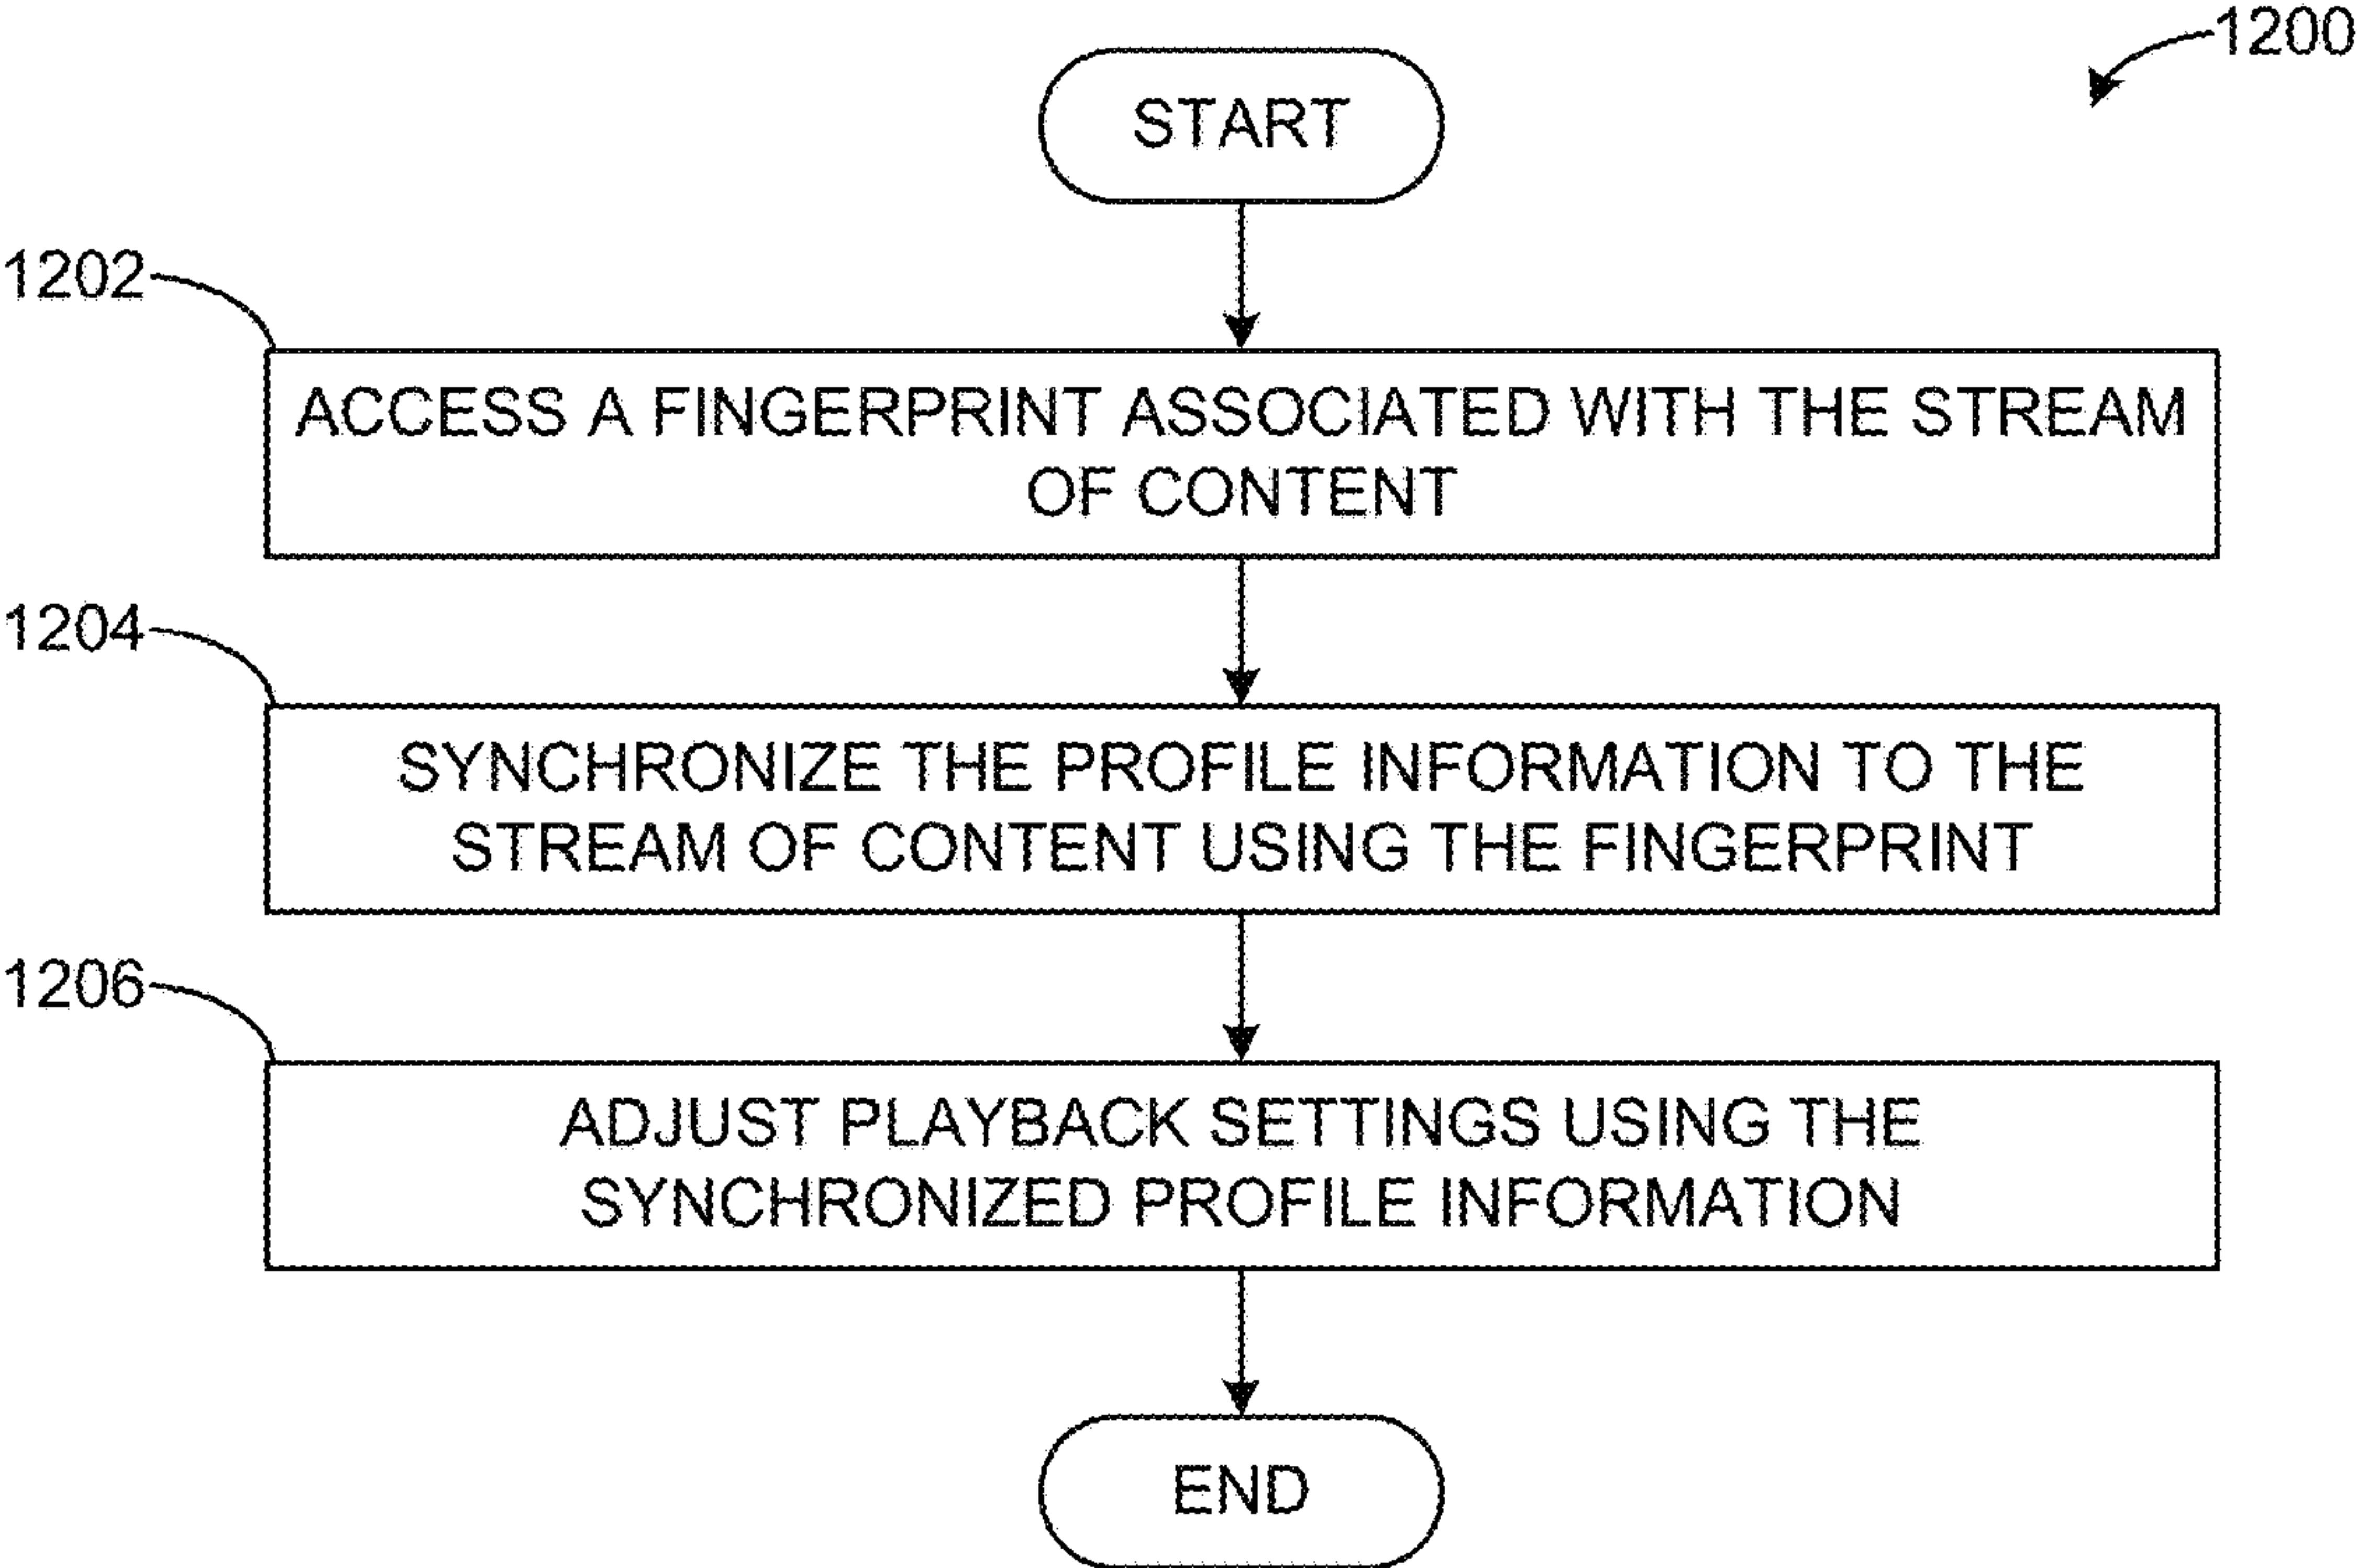 1200
START
1202
ACCESS A FINGERPRINT ASSOCIATED WITH THE STREAM
OF CONTENT
1204
SYNCHRONIZE THE PROFILE INFORMATION TO THE
STREAM OF CONTENT USING THE FINGERPRINT
1206
ADJUST PLAYBACK SETTINGS USING THE
SYNCHRONIZED PROFILE INFORMATION
END